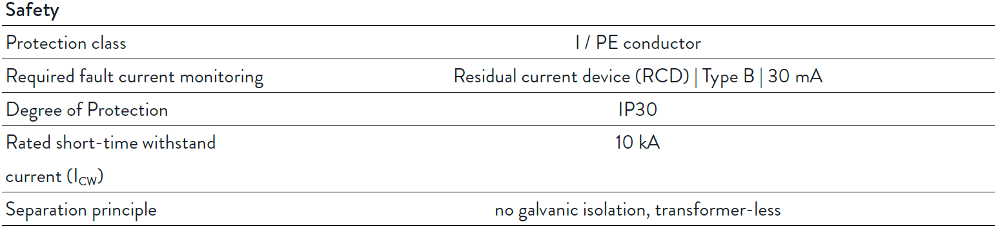 Safety
Protection class I / PE conductor
Required fault current monitoring Residual current device (RCD) | Type B | 30 mA
Degree of Protection IP30
Rated short-time withstand 10 kA
current (ICW)
Separation principle no galvanic isolation, transformer-less